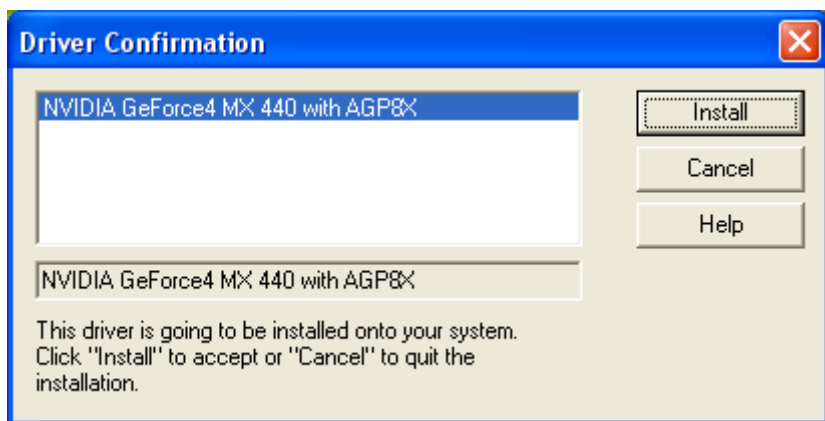 Driver Confirmation
NVIDIA GeForce4 MX 440 with AGP8X
Install
Cancel
Help
NVIDIA GeForce4 MX 440 with AGP8X
This driver is going to be installed onto your system.
Click "Install" to accept or "Cancel" to quit the
installation.